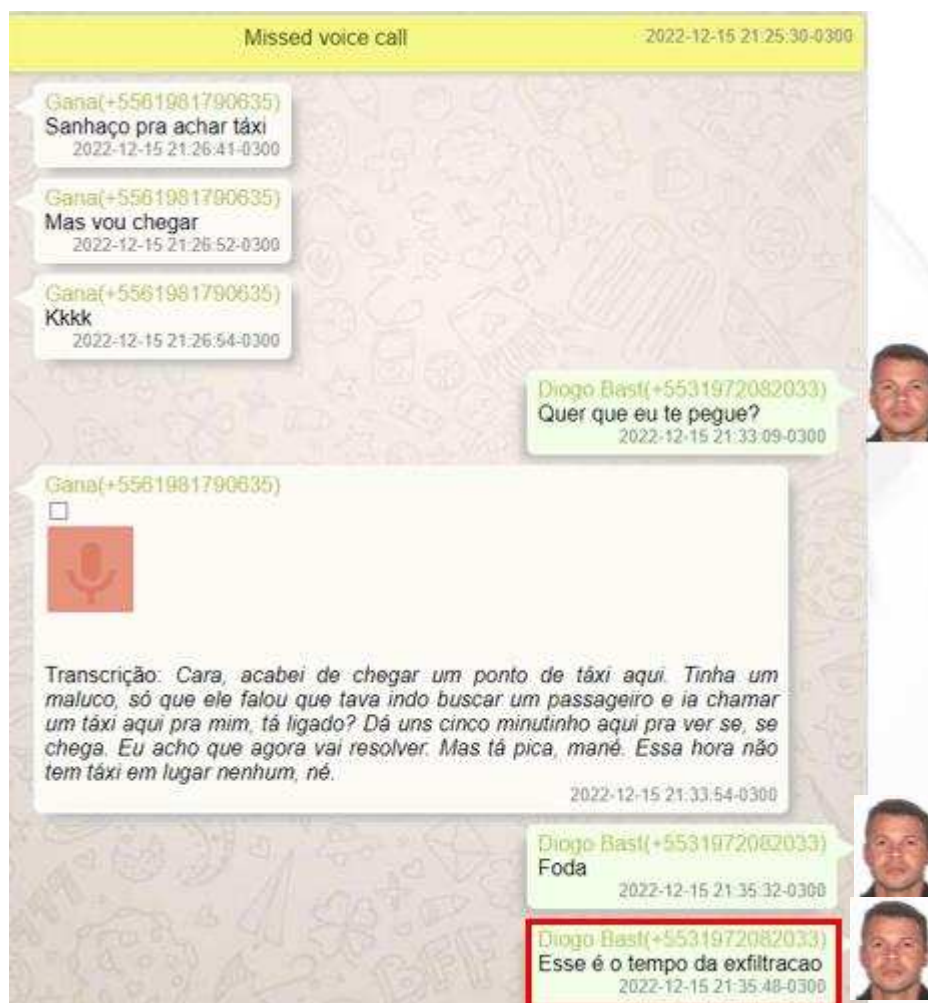 Missed voice call 2022-12-15 21:25:30-0300
Gana(+5561981790635)
Sanhaço pra achar táxi
2022-12-15 21:26:41-0300
Gana(+5561981790635)
Mas vou chegar
2022-12-15 21:26:52-0300
Gana(+5561981790635)
Kkkk
2022-12-15 21:26:54-0300
Diogo Bast(+5531972082033)
Quer que eu te pegue?
2022-12-15 21:33:09-0300
Gana(+5561981790635)
Transcrição: Cara, acabei de chegar um ponto de táxi aqui. Tinha um
maluco, só que ele falou que tava indo buscar um passageiro e ia chamar
um táxi aqui pra mim, tá ligado? Dá uns cinco minutinho aqui pra ver se, se
chega. Eu acho que agora vai resolver. Mas tá pica, mané. Essa hora não
tem táxi em lugar nenhum, né.
2022-12-15 21:33:54-0300
Diogo Bast(+5531972082033)
Foda
2022-12-15 21:35:32-0300
Diogo Bast(+5531972082033)
Esse é o tempo da exfiltracao
2022-12-15 21:35:48-0300